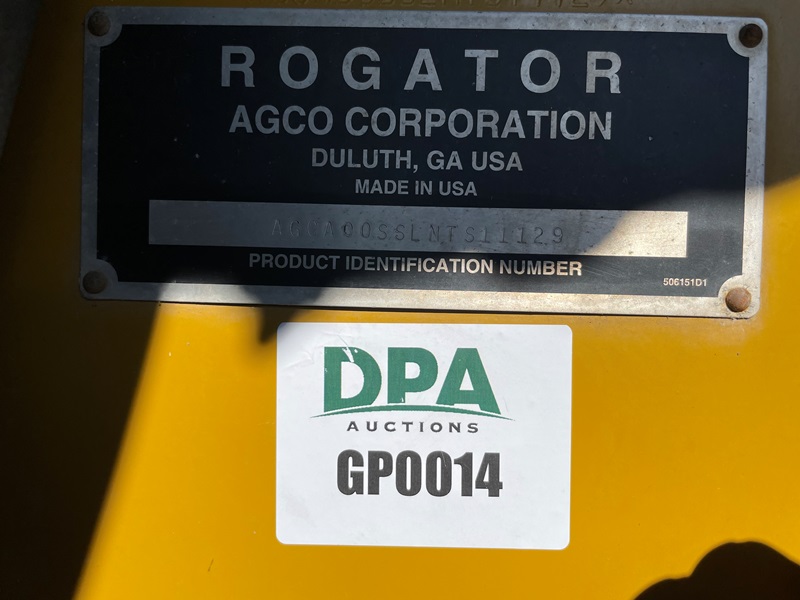 ROGATOR
AGCO CORPORATION
DULUTH, GA USA
MADE IN USA
AGCA00SSLNTS11129
PRODUCT IDENTIFICATION NUMBER
506151D1
DPA
AUCTIONS
GP0014